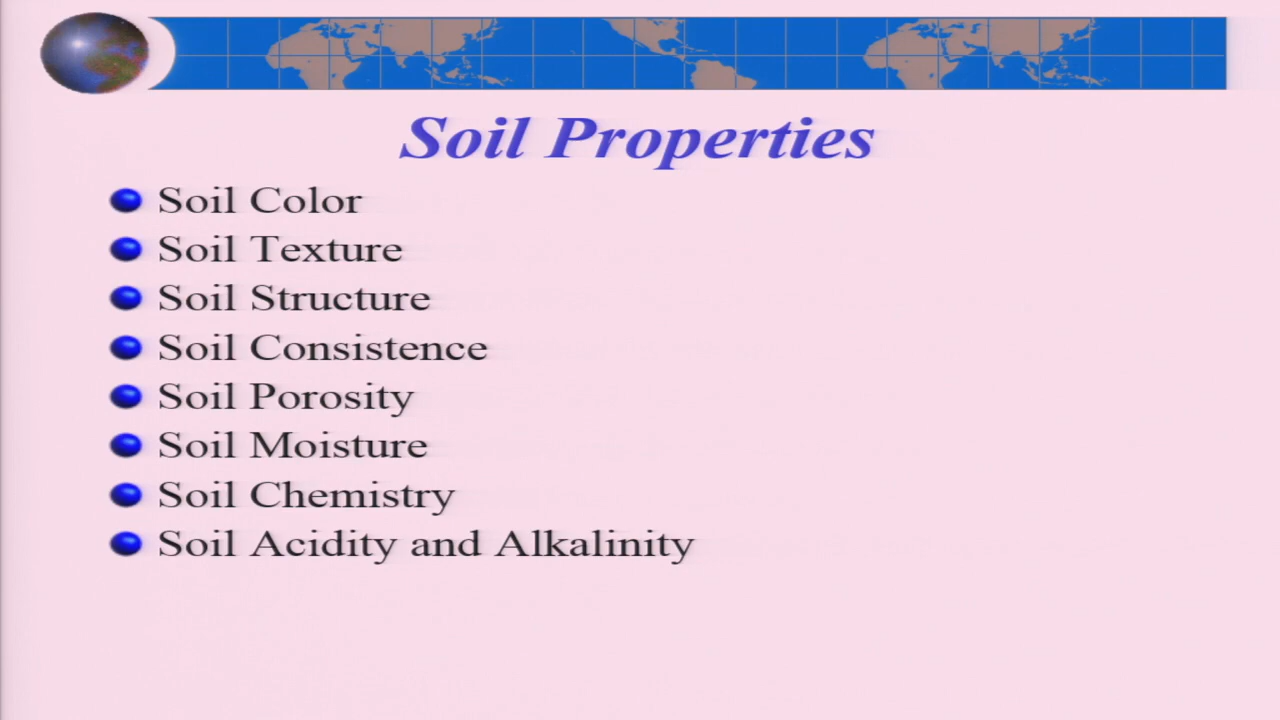 Soil Properties
Soil Color
Soil Texture
Soil Structure
Soil Consistence
Soil Porosity
Soil Moisture
Soil Chemistry
Soil Acidity and Alkalinity